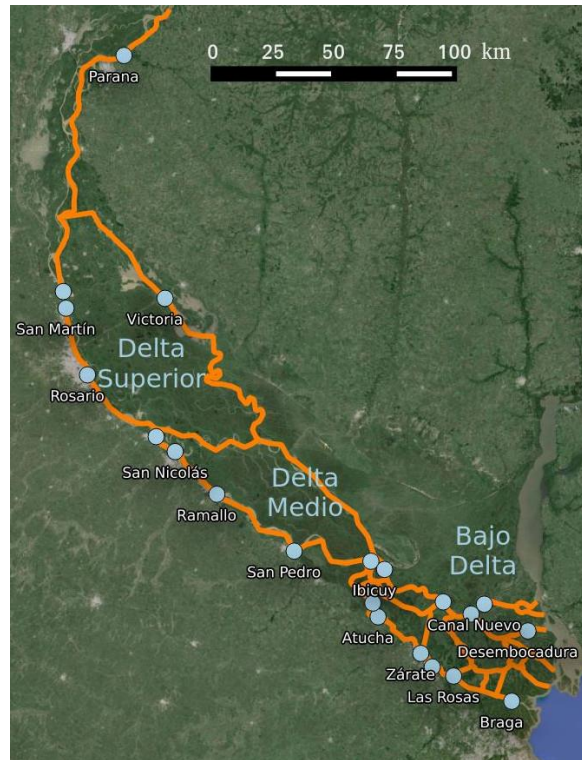 0 25 50 75 100 km
Parana
Victoria
San Martín
Delta
Superior
Rosario
San Nicolás
Delta
Medio
Ramallo
Bajo
Delta
San Pedro
Ibicuy
Canal Nuevo
Atucha
Desembocadura
Zárate
Las Rosas
Braga